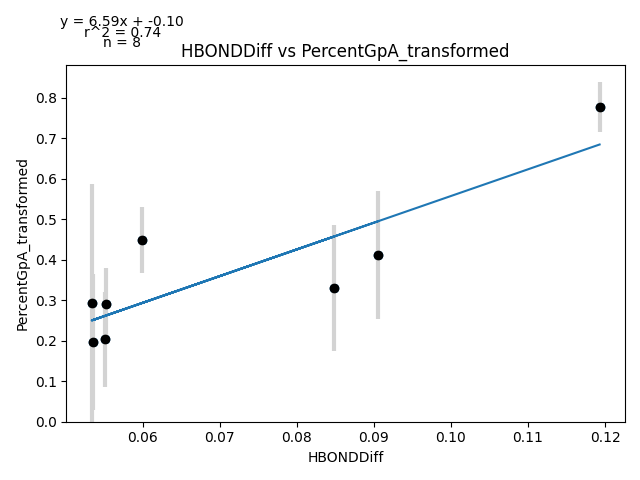 y = 6.59x + -0.10
r^2 = 0.74
n = 8
HBONDDiff vs PercentGpA_transformed
PercentGpA_transformed
0.8
0.7
0.6
0.5
0.4
0.3
0.2
0.1
0.0
0.06 0.07 0.08 0.09 0.10 0.11 0.12
HBONDDiff